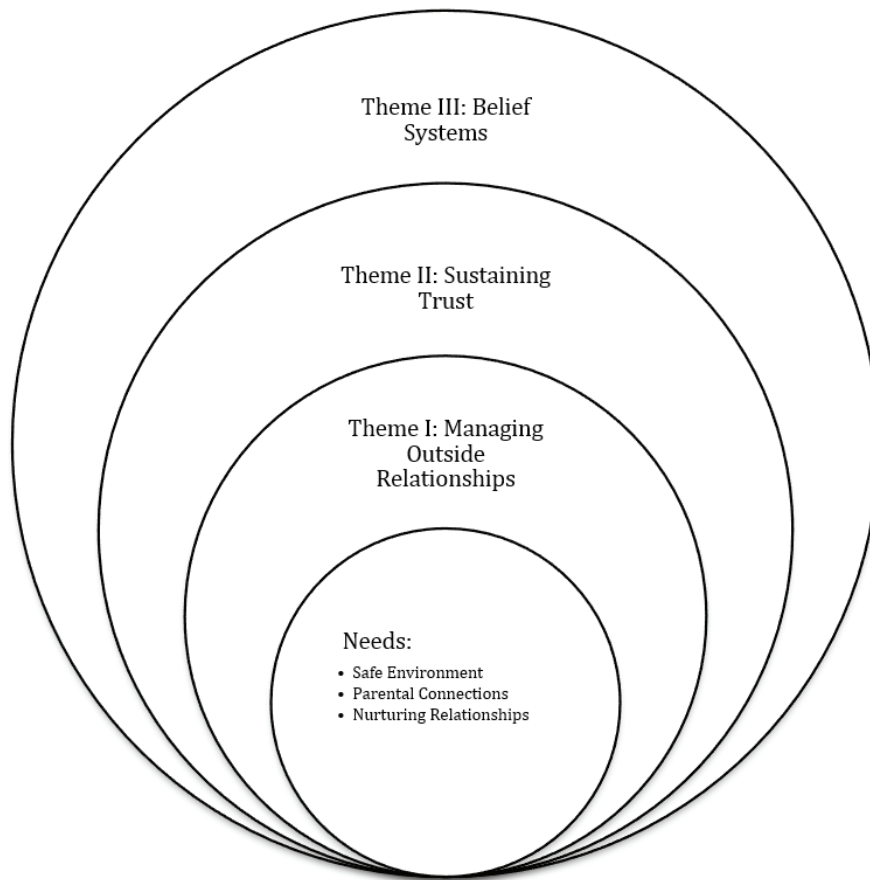 Theme III: Belief
Systems
Theme II: Sustaining
Trust
Theme I: Managing
Outside
Relationships
Needs:
• Safe Environment
• Parental Connections
• Nurturing Relationships